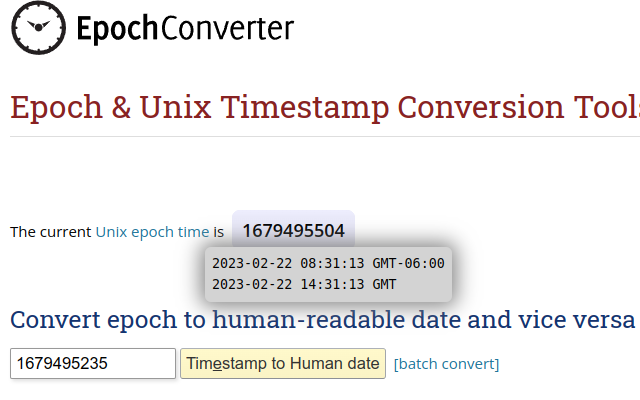 EpochConverter
Epoch & Unix Timestamp Conversion Tools
The current Unix epoch time is 1679495504
2023-02-22 08:31:13 GMT-06:00
2023-02-22 14:31:13 GMT
Convert epoch to human-readable date and vice versa
1679495235 Timestamp to Human date [batch convert]